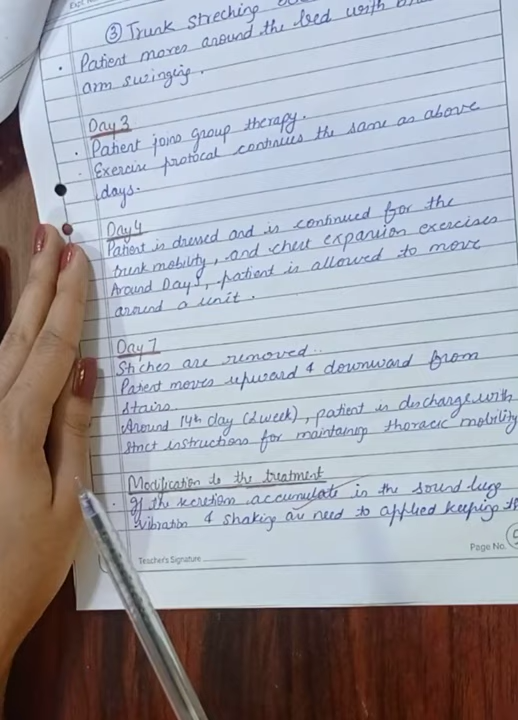 ③ Trunk Streching
• Patient moves around the bed with
arm swinging.
Day 3
• Patient joins group therapy.
• Exercise protocal continues the same as above
days.
Day 4
Patient is dressed and is continued for the
trunk mobility, and chest expansion exercises
Around Day 5, patient is allowed to move
around a unit.
Day 7
Stiches are removed..
Patient moves upward & downward from
stairs.
Around 14th day (2 week), patient is discharge with
strict instructions for maintaining thoracic mobility
Modification to the treatment
• If the secretion accumulate in the sound lung
vibration & shaking are need to applied keeping
Teacher's Signature
Page No.